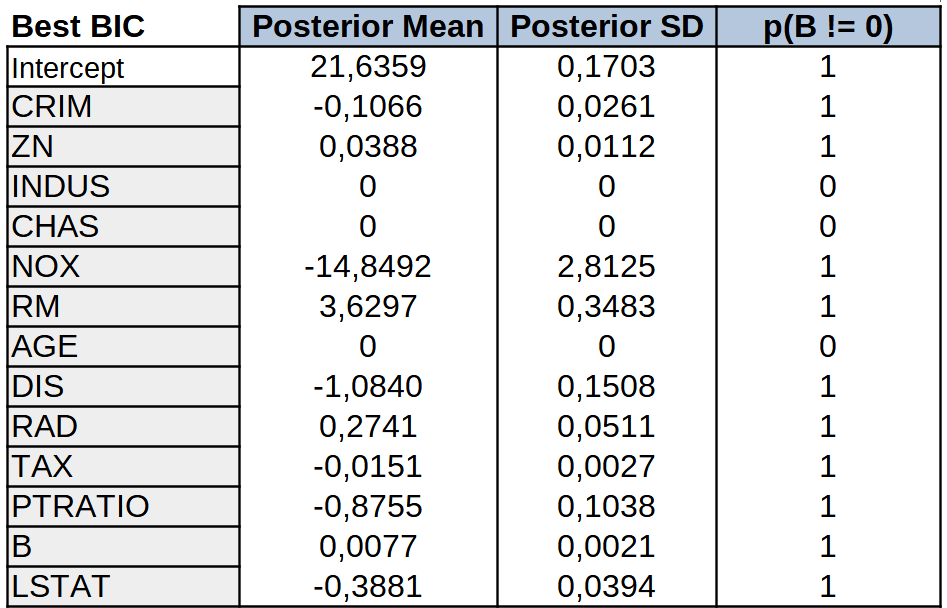 Best BIC Posterior Mean Posterior SD p(B != 0)
Intercept 21,6359 0,1703 1
CRIM -0,1066 0,0261 1
ZN 0,0388 0,0112 1
INDUS 0 0 0
CHAS 0 0 0
NOX -14,8492 2,8125 1
RM 3,6297 0,3483 1
AGE 0 0 0
DIS -1,0840 0,1508 1
RAD 0,2741 0,0511 1
TAX -0,0151 0,0027 1
PTRATIO -0,8755 0,1038 1
B 0,0077 0,0021 1
LSTAT -0,3881 0,0394 1